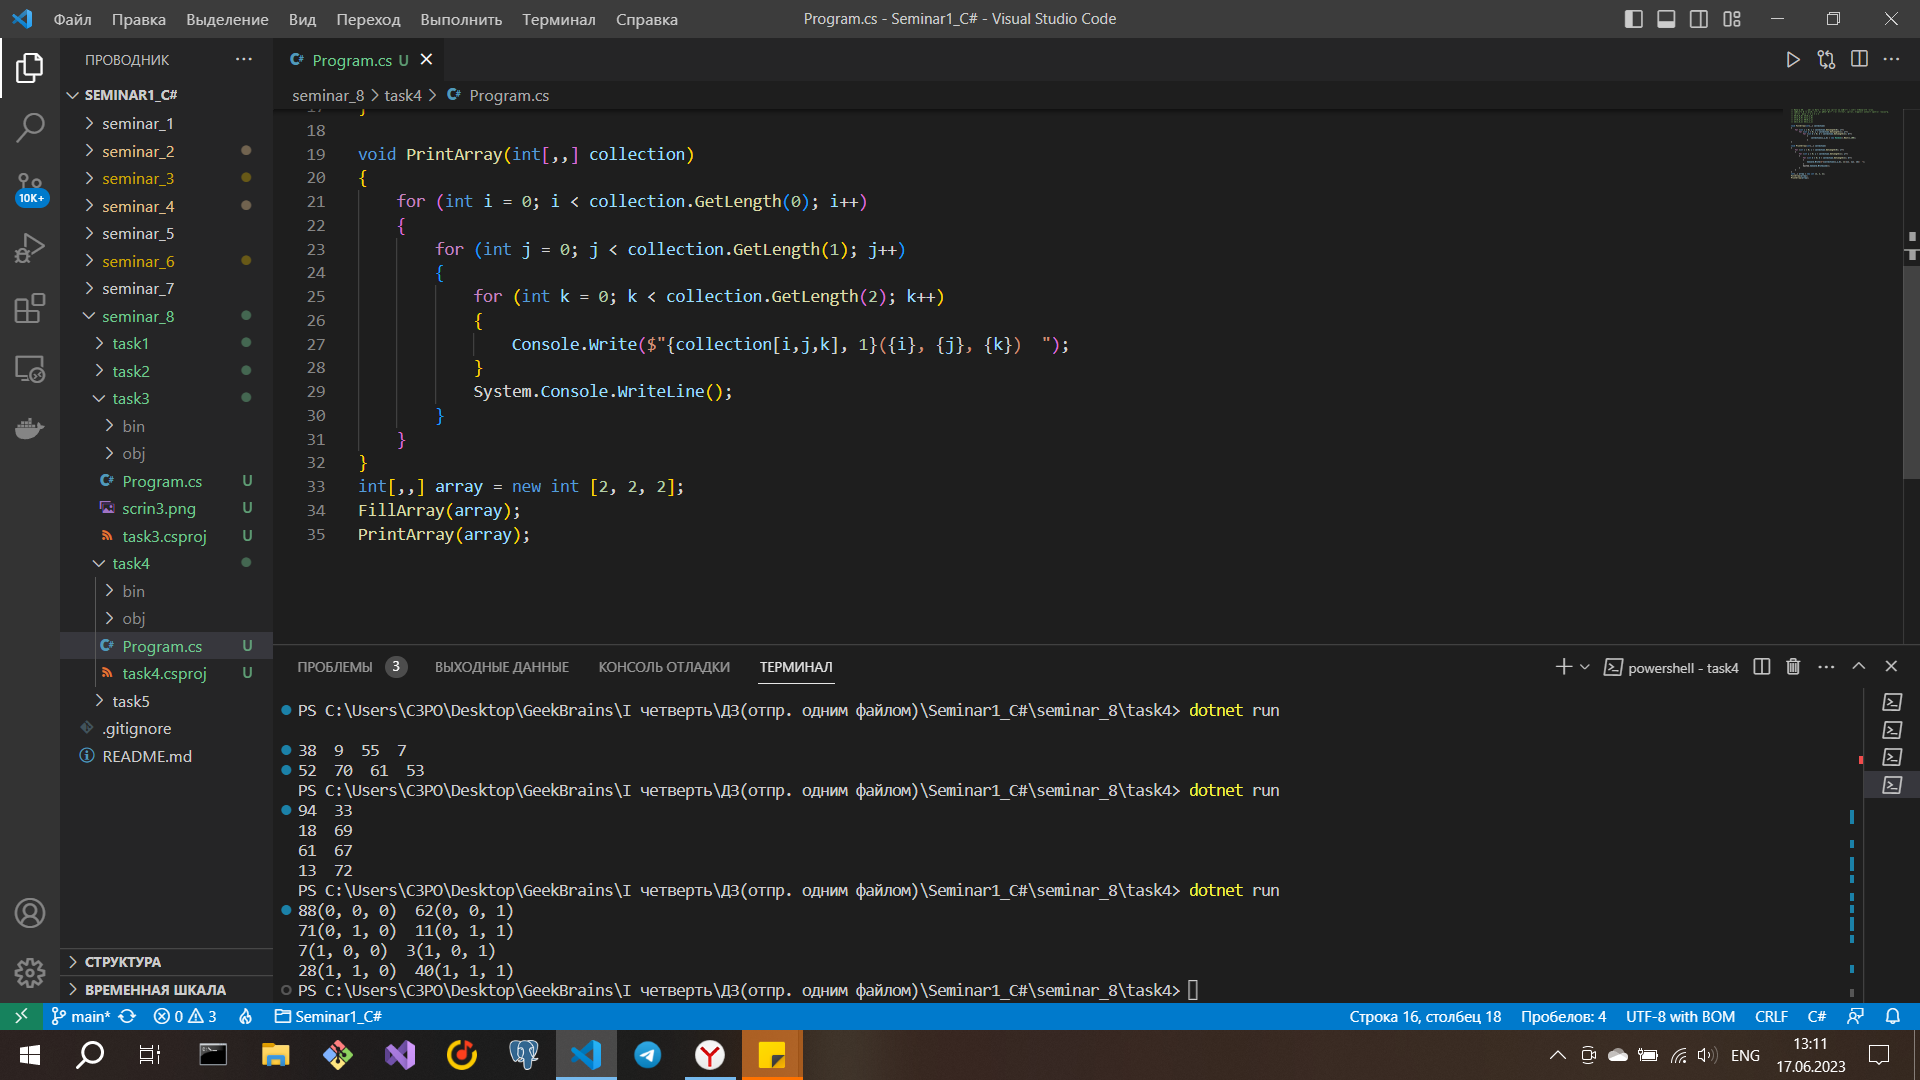 Файл Правка Выделение Вид Переход Выполнить Терминал Справка
Program.cs - Seminar1_C# - Visual Studio Code
ПРОВОДНИК
SEMINAR1_C#
seminar_1
seminar_2
seminar_3
seminar_4
seminar_5
seminar_6
seminar_7
seminar_8
task1
task2
task3
bin
obj
Program.cs U
scrin3.png U
task3.csproj U
task4
bin
obj
Program.cs U
task4.csproj U
task5
.gitignore
README.md
СТРУКТУРА
ВРЕМЕННАЯ ШКАЛА
10K+
Program.cs U
seminar_8 > task4 > Program.cs
18
19 void PrintArray(int[,,] collection)
20 {
21 for (int i = 0; i < collection.GetLength(0); i++)
22 {
23 for (int j = 0; j < collection.GetLength(1); j++)
24 {
25 for (int k = 0; k < collection.GetLength(2); k++)
26 {
27 Console.Write($"{collection[i,j,k], 1}({i}, {j}, {k})  ");
28 }
29 System.Console.WriteLine();
30 }
31 }
32 }
33 int[,,] array = new int [2, 2, 2];
34 FillArray(array);
35 PrintArray(array);
ПРОБЛЕМЫ 3 ВЫХОДНЫЕ ДАННЫЕ КОНСОЛЬ ОТЛАДКИ ТЕРМИНАЛ
powershell - task4
PS C:\Users\C3PO\Desktop\GeekBrains\I четверть\ДЗ(отпр. одним файлом)\Seminar1_C#\seminar_8\task4> dotnet run
38 9 55 7
52 70 61 53
PS C:\Users\C3PO\Desktop\GeekBrains\I четверть\ДЗ(отпр. одним файлом)\Seminar1_C#\seminar_8\task4> dotnet run
94 33
18 69
61 67
13 72
PS C:\Users\C3PO\Desktop\GeekBrains\I четверть\ДЗ(отпр. одним файлом)\Seminar1_C#\seminar_8\task4> dotnet run
88(0, 0, 0) 62(0, 0, 1)
71(0, 1, 0) 11(0, 1, 1)
7(1, 0, 0) 3(1, 0, 1)
28(1, 1, 0) 40(1, 1, 1)
PS C:\Users\C3PO\Desktop\GeekBrains\I четверть\ДЗ(отпр. одним файлом)\Seminar1_C#\seminar_8\task4>
main* 0 3 Seminar1_C#
Строка 16, столбец 18 Пробелов: 4 UTF-8 with BOM CRLF C#
ENG
13:11
17.06.2023